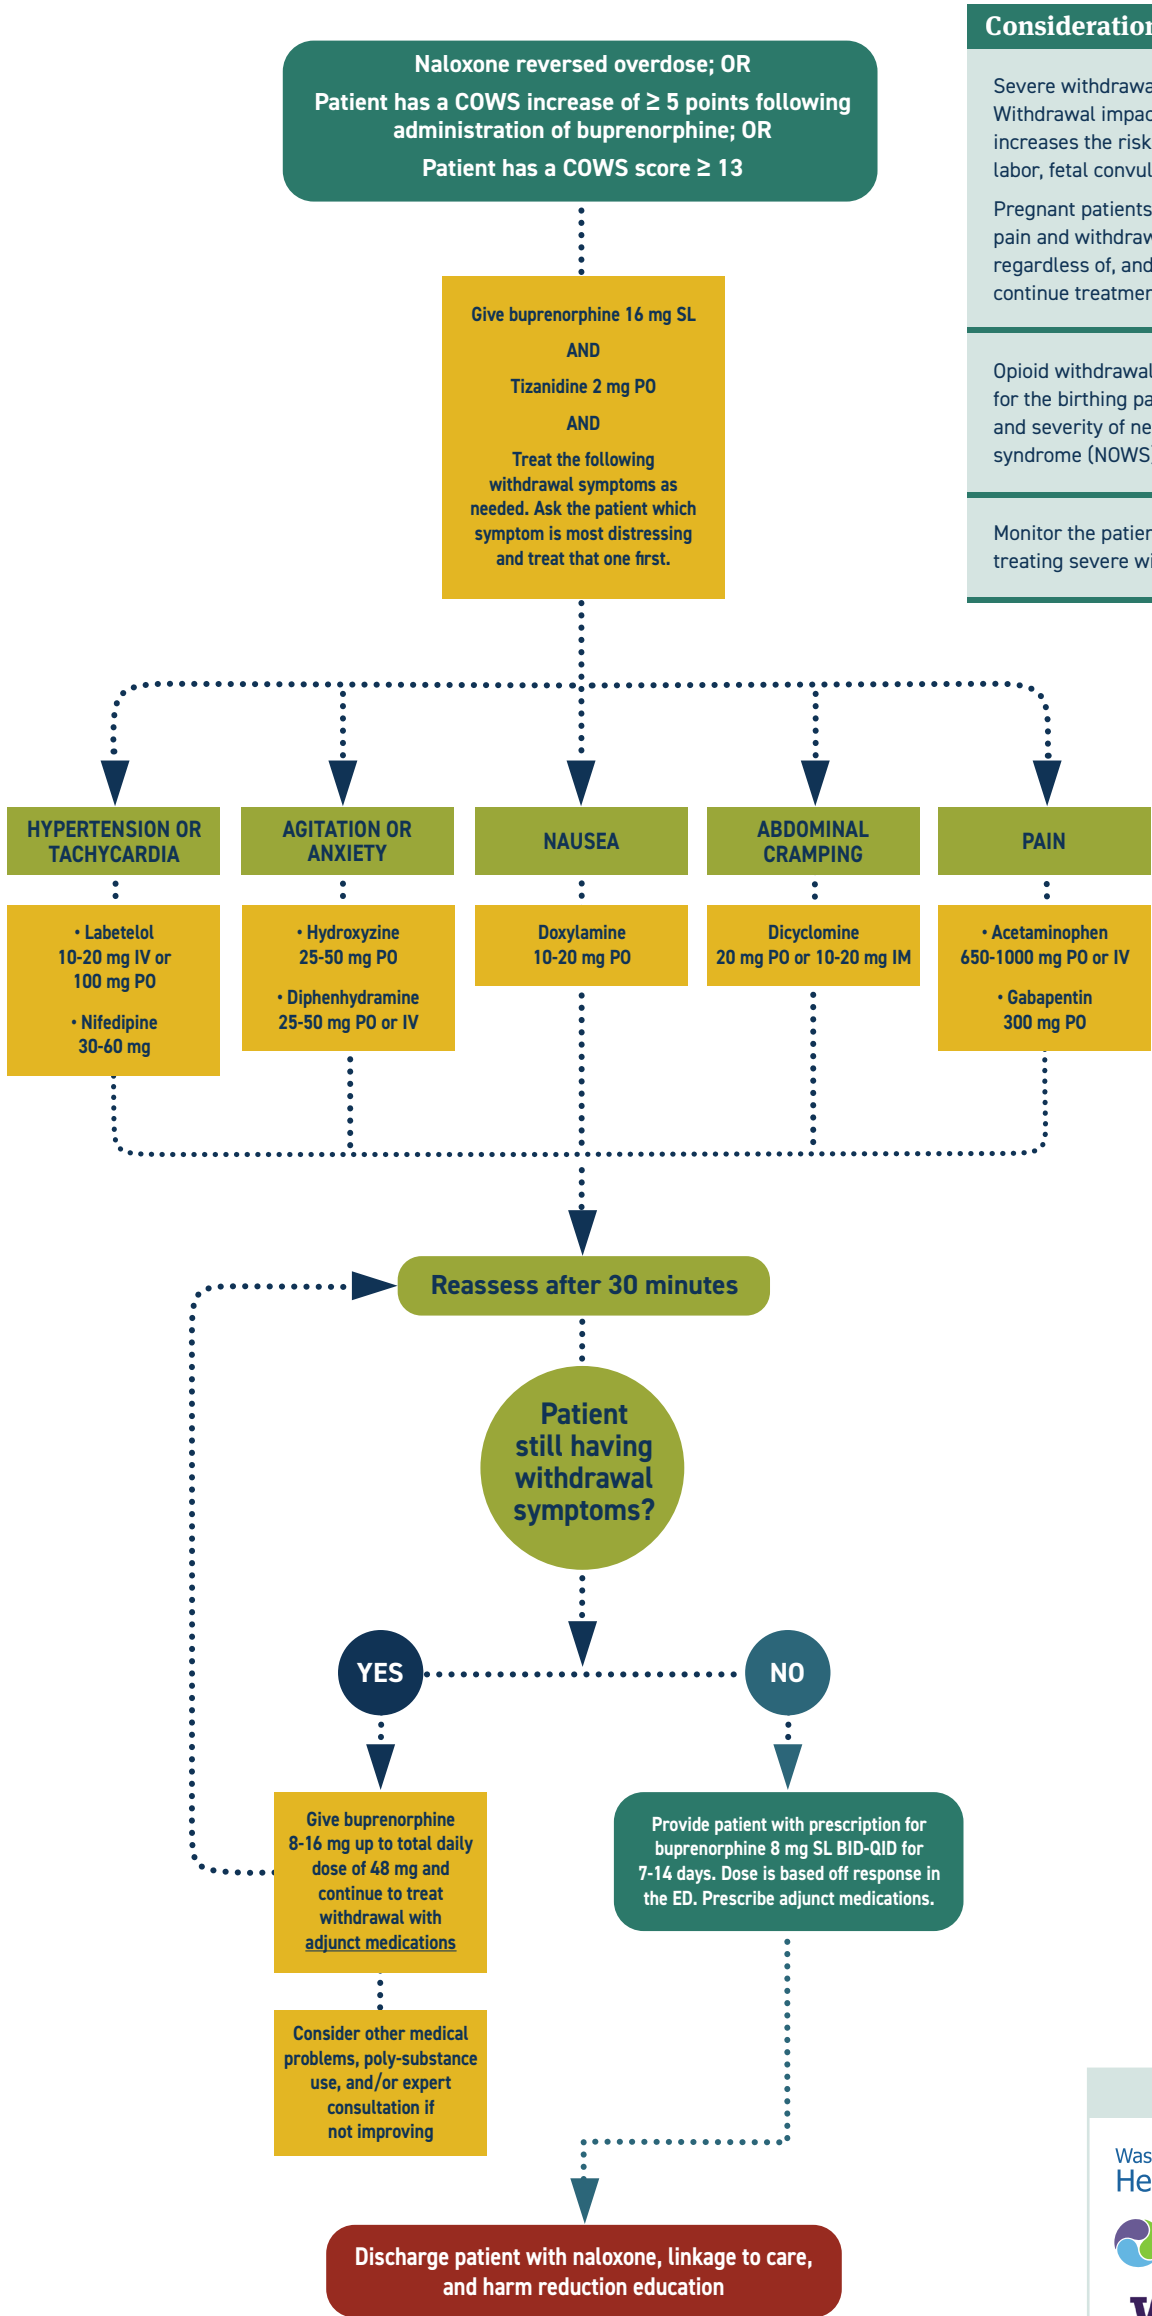 Naloxone reversed overdose; OR
Patient has a COWS increase of ≥ 5 points following
administration of buprenorphine; OR
Patient has a COWS score ≥ 13
Give buprenorphine 16 mg SL
AND
Tizanidine 2 mg PO
AND
Treat the following
withdrawal symptoms as
needed. Ask the patient which
symptom is most distressing
and treat that one first.
Severe
Withdrawal
increases the risk
labor, fetal
Pregnant patients
pain and
regardless of, and
continue
Opioid withdrawal
for the birthing
and severity of
syndrome (NOWS)
Monitor the
treating severe
HYPERTENSION OR
TACHYCARDIA
• Labetelol
10-20 mg IV or
100 mg PO
• Nifedipine
30-60 mg
AGITATION OR
ANXIETY
• Hydroxyzine
25-50 mg PO
• Diphenhydramine
25-50 mg PO or IV
NAUSEA
Doxylamine
10-20 mg PO
ABDOMINAL
CRAMPING
Dicyclomine
20 mg PO or 10-20 mg IM
PAIN
• Acetaminophen
650-1000 mg PO or IV
• Gabapentin
300 mg PO
Reassess after 30 minutes
Patient
still having
withdrawal
symptoms?
YES
NO
Give buprenorphine
8-16 mg up to total daily
dose of 48 mg and
continue to treat
withdrawal with
adjunct medications
Consider other medical
problems, poly-substance
use, and/or expert
consultation if
not improving
Provide patient with prescription for
buprenorphine 8 mg SL BID-QID for
7-14 days. Dose is based off response in
the ED. Prescribe adjunct medications.
Discharge patient with naloxone, linkage to care,
and harm reduction education